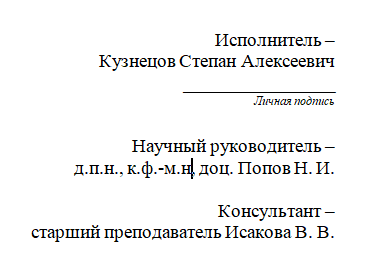 Исполнитель –
Кузнецов Степан Алексеевич
Личная подпись
Научный руководитель –
д.п.н., к.ф.-м.н, доц. Попов Н. И.
Консультант –
старший преподаватель Исакова В. В.